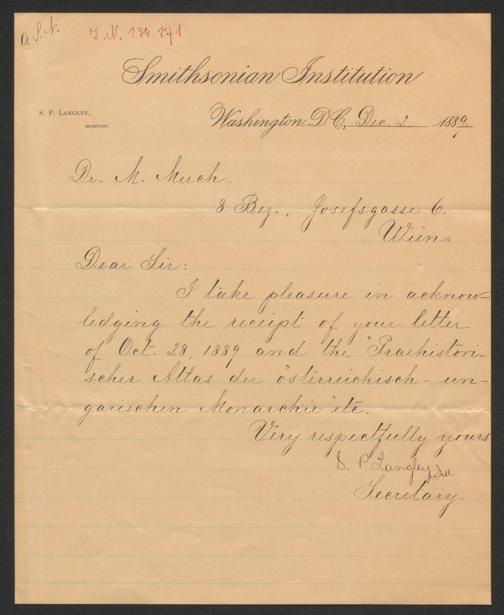 a. S. N.
I. N. 134.271
Smithsonian Institution
S. P. LANGLEY,
SECRETARY.
Washington, D.C., Dec. 2. 1889
Dr. M. Much.
8 Bez., Josefsgasse 6.
Wien.
Dear Sir:
I take pleasure in acknow-
ledging the receipt of your letter
of Oct. 28, 1889 and the "Praehistori-
scher Atlas der österreichisch-un-
garischen Monarchie" etc.
Very respectfully yours
S. P. Langley
Secretary.